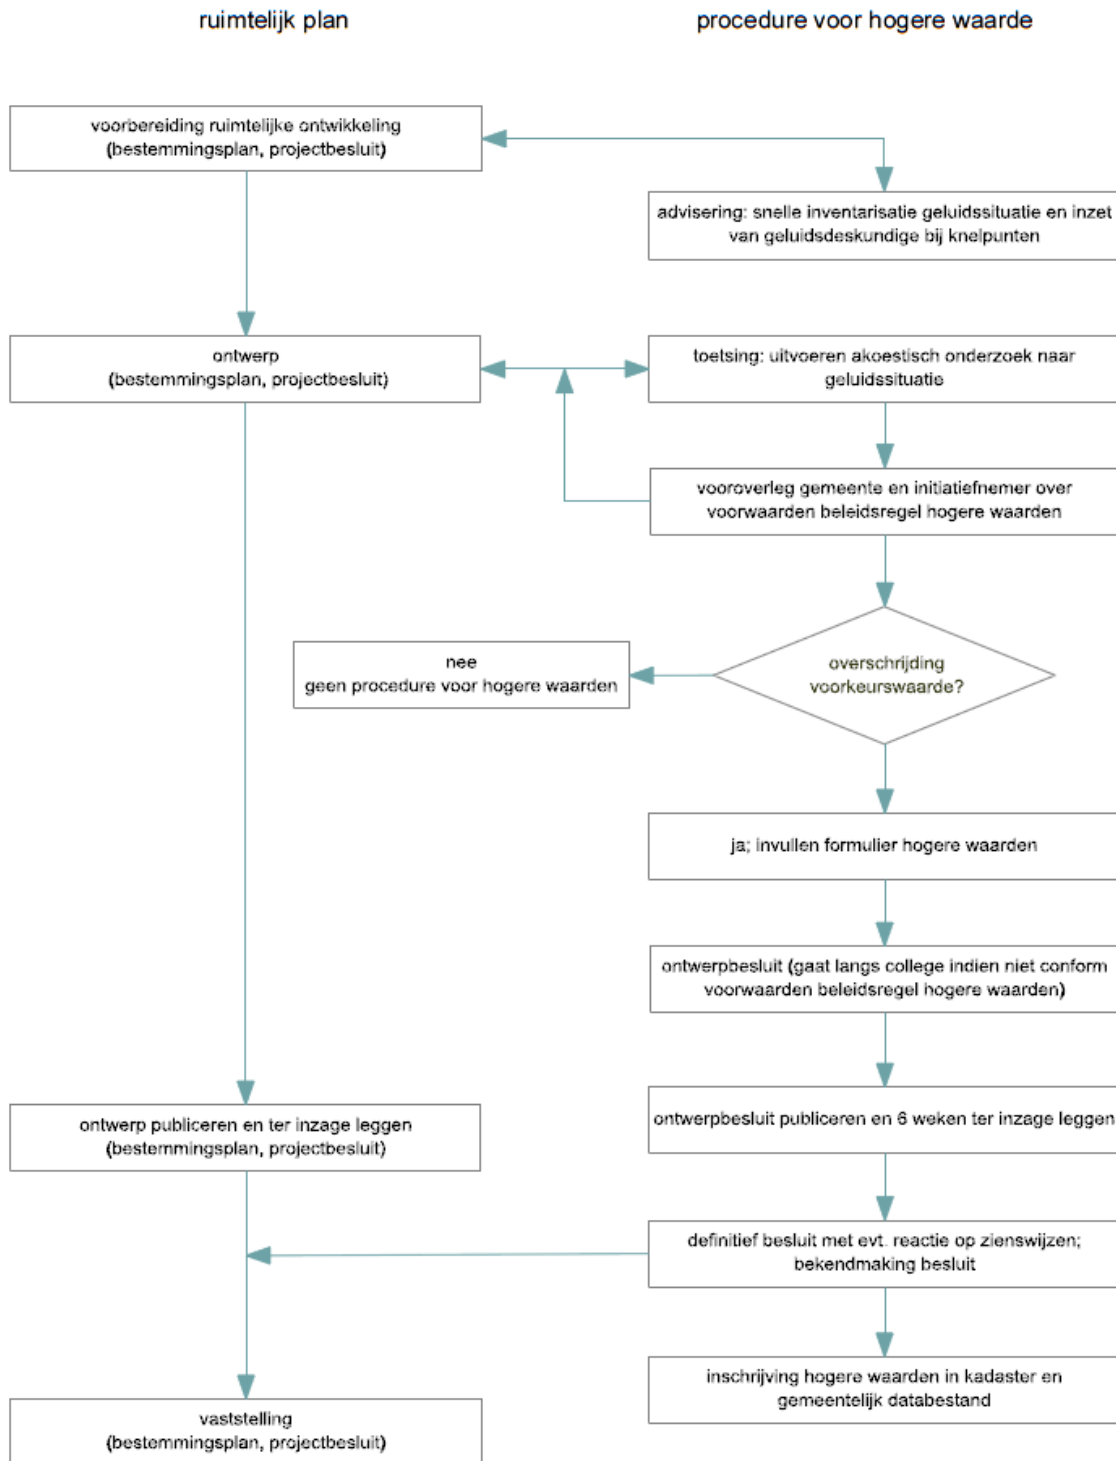 ruimtelijk plan
procedure voor hogere waarde
voorbereiding ruimtelijke ontwikkeling
(bestemmingsplan, projectbesluit)
advisering: snelle inventarisatie geluidssituatie en inzet
van geluidsdeskundige bij knelpunten
ontwerp
(bestemmingsplan, projectbesluit)
toetsing: uitvoeren akoestisch onderzoek naar
geluidssituatie
vooroverleg gemeente en initiatiefnemer over
voorwaarden beleidsregel hogere waarden
overschrijding
voorkeurswaarde?
nee
geen procedure voor hogere waarden
ja; invullen formulier hogere waarden
ontwerpbesluit (gaat langs college indien niet conform
voorwaarden beleidsregel hogere waarden)
ontwerp publiceren en ter inzage leggen
(bestemmingsplan, projectbesluit)
ontwerpbesluit publiceren en 6 weken ter inzage leggen
definitief besluit met evt. reactie op zienswijzen;
bekendmaking besluit
inschrijving hogere waarden in kadaster en
gemeentelijk databestand
vaststelling
(bestemmingsplan, projectbesluit)